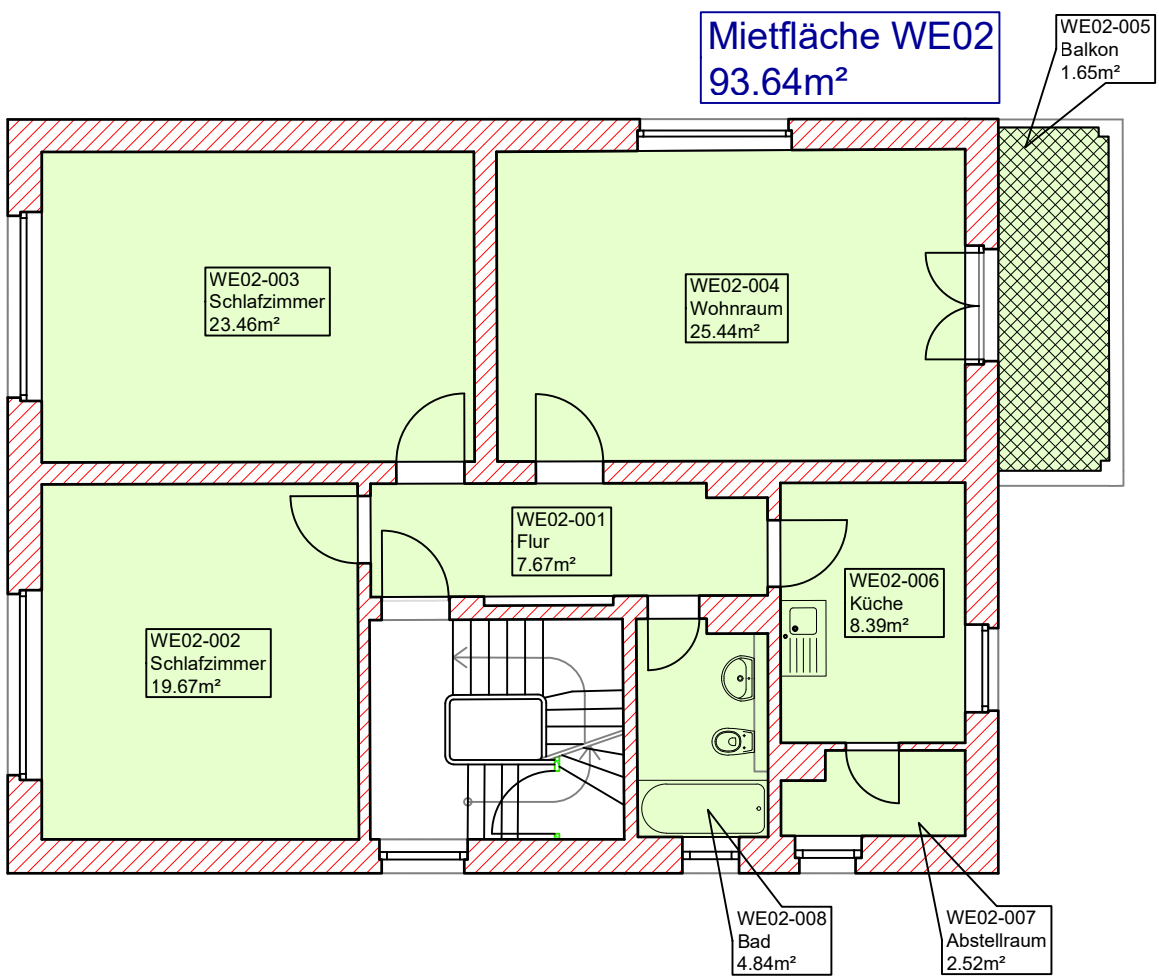 Mietfläche WE02
93.64m²
WE02-005
Balkon
1.65m²
WE02-003
Schlafzimmer
23.46m²
WE02-004
Wohnraum
25.44m²
WE02-001
Flur
7.67m²
WE02-006
Küche
8.39m²
WE02-002
Schlafzimmer
19.67m²
WE02-008
Bad
4.84m²
WE02-007
Abstellraum
2.52m²